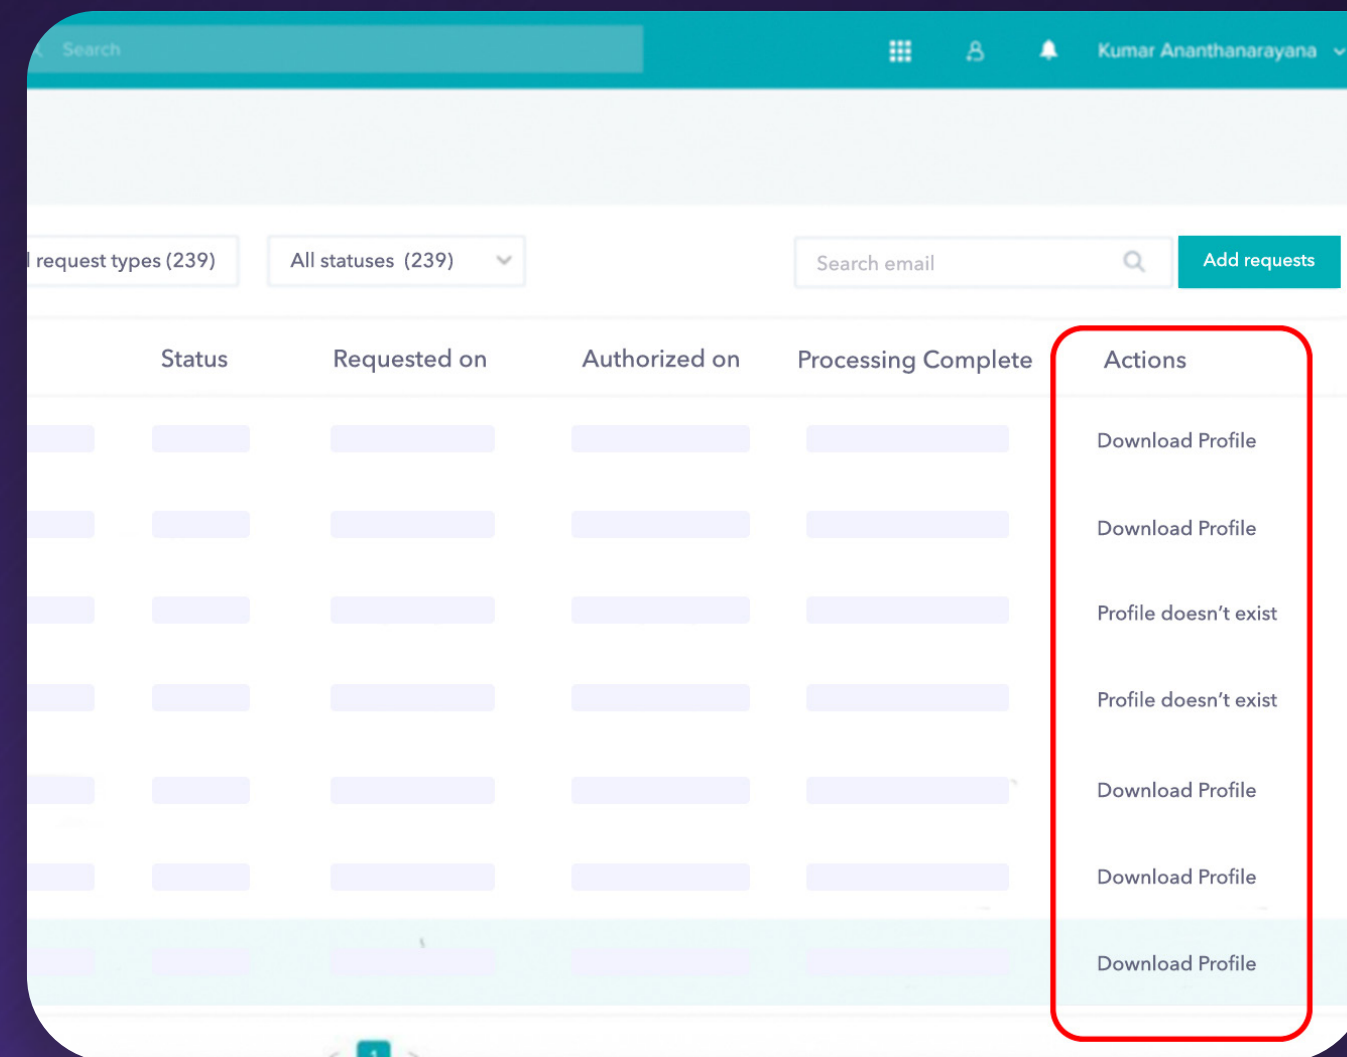 Search
Kumar Ananthanarayana
request types (239)
All statuses (239)
Search email
Add requests
Status
Requested on
Authorized on
Processing Complete
Actions
Download Profile
Download Profile
Profile doesn’t exist
Profile doesn’t exist
Download Profile
Download Profile
Download Profile
1